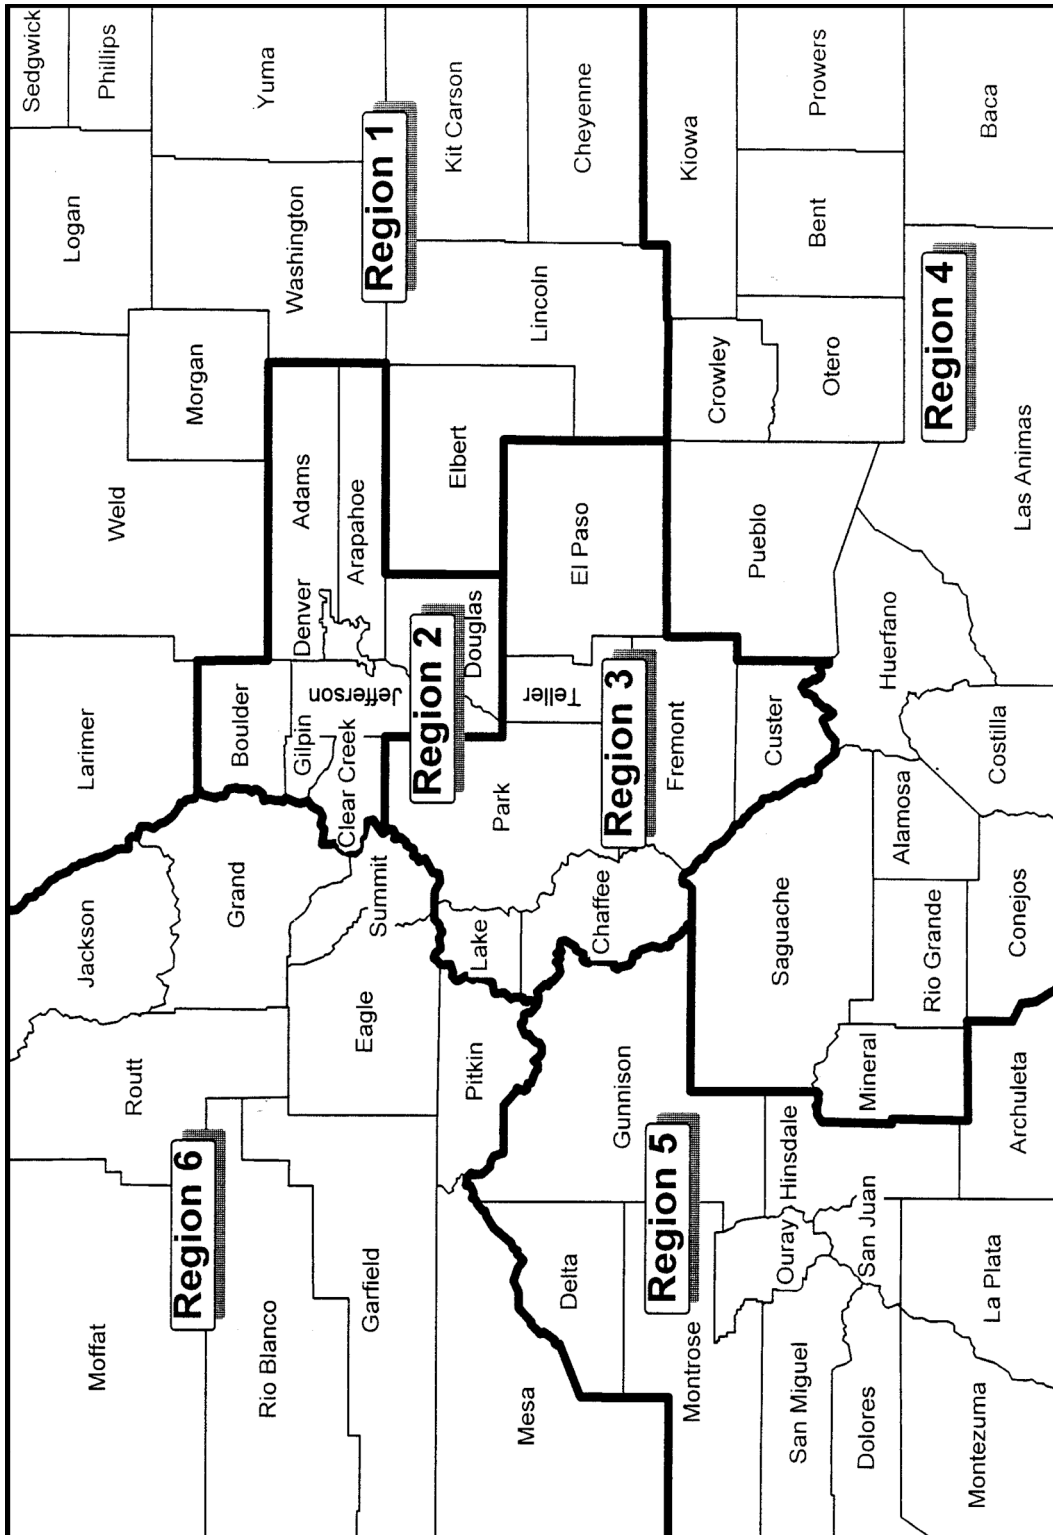 Moffat
Routt
Jackson
Larimer
Weld
Logan
Sedgwick
Phillips
Region 6
Rio Blanco
Grand
Boulder
Morgan
Washington
Yuma
Garfield
Eagle
Summit
Gilpin
Clear Creek
Jefferson
Denver
Adams
Arapahoe
Region 1
Mesa
Pitkin
Lake
Park
Region 2
Douglas
Elbert
Lincoln
Kit Carson
Cheyenne
Delta
Gunnison
Chaffee
Teller
El Paso
Region 5
Region 3
Montrose
Fremont
Crowley
Kiowa
San Miguel
Ouray
Hinsdale
Saguache
Custer
Pueblo
Otero
Bent
Prowers
Dolores
San Juan
Mineral
Rio Grande
Alamosa
Huerfano
Region 4
Montezuma
La Plata
Archuleta
Conejos
Costilla
Las Animas
Baca